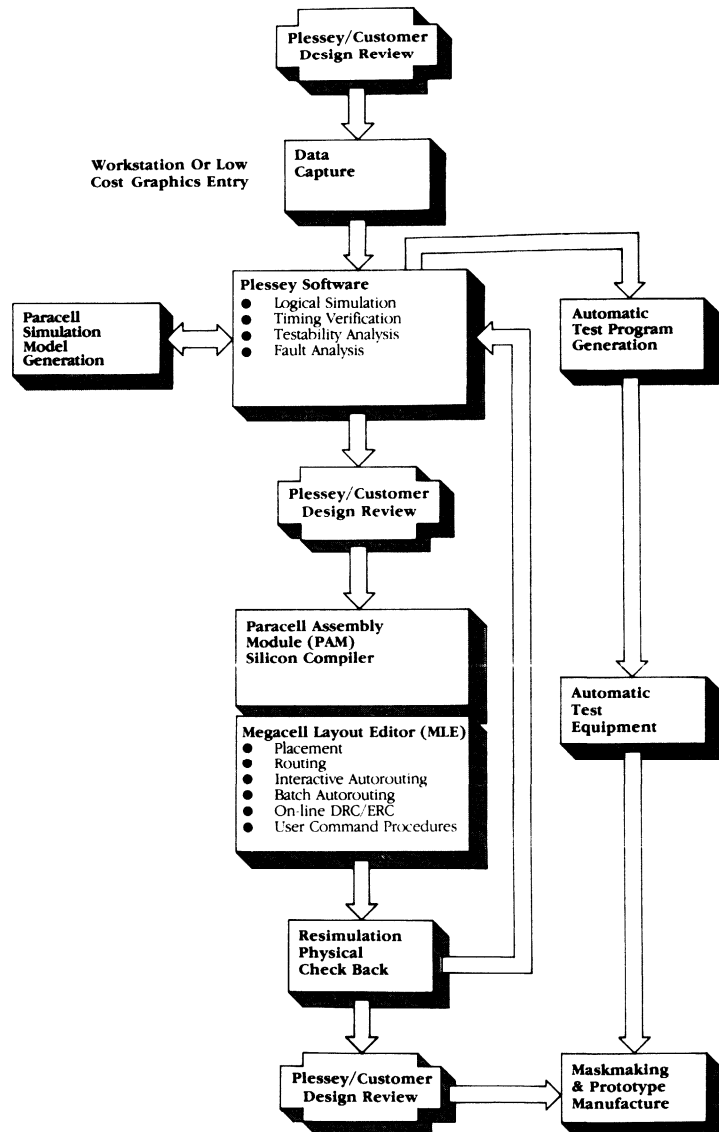 Plessey/Customer
Design Review
Workstation Or Low
Cost Graphics Entry
Data
Capture
Plessey Software
● Logical Simulation
● Timing Verification
● Testability Analysis
● Fault Analysis
Paracell
Simulation
Model
Generation
Automatic
Test Program
Generation
Plessey/Customer
Design Review
Paracell Assembly
Module (PAM)
Silicon Compiler
Megacell Layout Editor (MLE)
● Placement
● Routing
● Interactive Autorouting
● Batch Autorouting
● On-line DRC/ERC
● User Command Procedures
Automatic
Test
Equipment
Resimulation
Physical
Check Back
Plessey/Customer
Design Review
Maskmaking
& Prototype
Manufacture